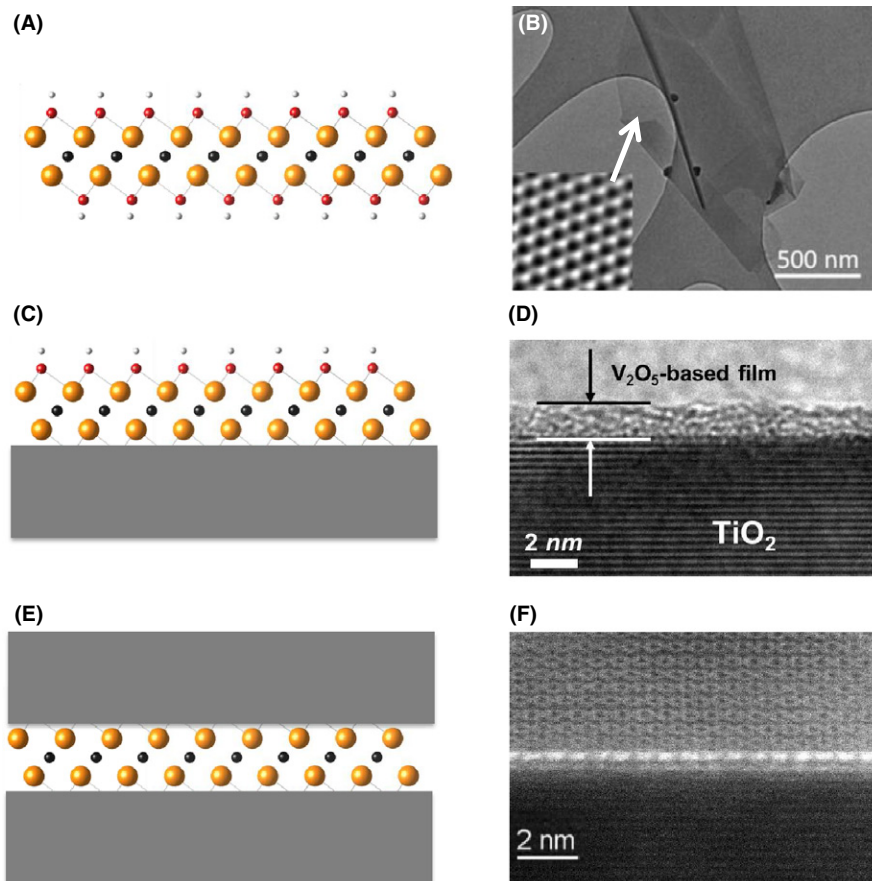 (A)
(B)
500 nm
(C)
(D)
V₂O₅-based film
TiO₂
2 nm
(E)
(F)
2 nm